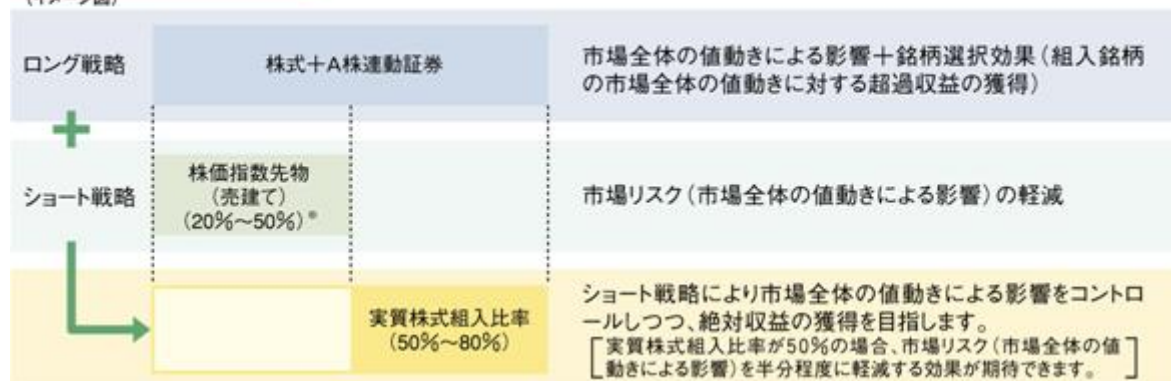 (イメージ図)
ロング戦略
株式+A株連動証券
市場全体の値動きによる影響+銘柄選択効果(組入銘柄
の市場全体の値動きに対する超過収益の獲得)
+
ショート戦略
株価指数先物
(売建て)
(20%~50%)※
市場リスク(市場全体の値動きによる影響)の軽減
実質株式組入比率
(50%~80%)
ショート戦略により市場全体の値動きによる影響をコントロ
ールしつつ、絶対収益の獲得を目指します。
[実質株式組入比率が50%の場合、市場リスク(市場全体の値
動きによる影響)を半分程度に軽減する効果が期待できます。]